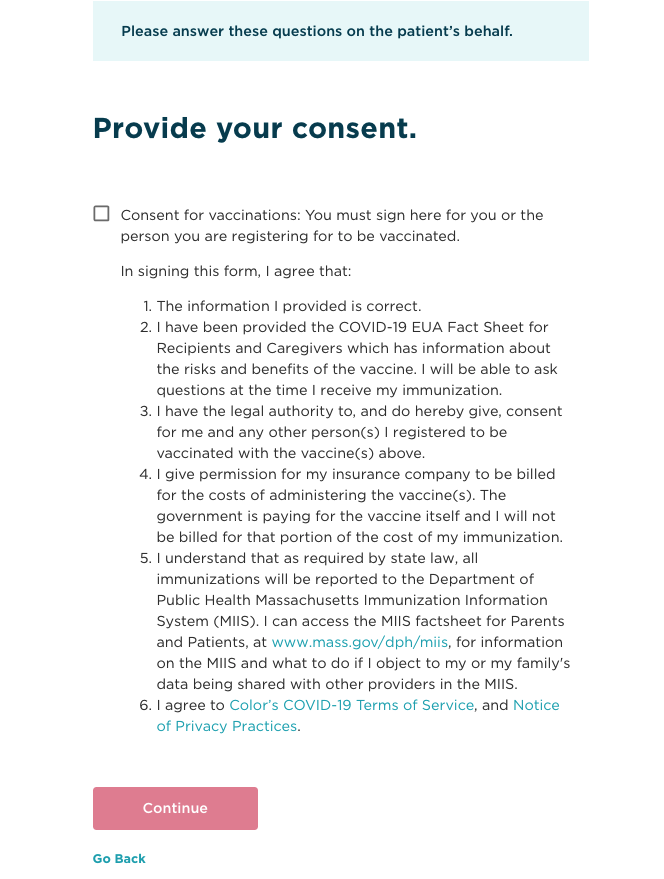 Please answer these questions on the patient’s behalf.
Provide your consent.
Consent for vaccinations: You must sign here for you or the
person you are registering for to be vaccinated.
In signing this form, I agree that:
1. The information I provided is correct.
2. I have been provided the COVID-19 EUA Fact Sheet for
Recipients and Caregivers which has information about
the risks and benefits of the vaccine. I will be able to ask
questions at the time I receive my immunization.
3. I have the legal authority to, and do hereby give, consent
for me and any other person(s) I registered to be
vaccinated with the vaccine(s) above.
4. I give permission for my insurance company to be billed
for the costs of administering the vaccine(s). The
government is paying for the vaccine itself and I will not
be billed for that portion of the cost of my immunization.
5. I understand that as required by state law, all
immunizations will be reported to the Department of
Public Health Massachusetts Immunization Information
System (MIIS). I can access the MIIS factsheet for Parents
and Patients, at www.mass.gov/dph/miis, for information
on the MIIS and what to do if I object to my or my family's
data being shared with other providers in the MIIS.
6. I agree to Color’s COVID-19 Terms of Service, and Notice
of Privacy Practices.
Continue
Go Back